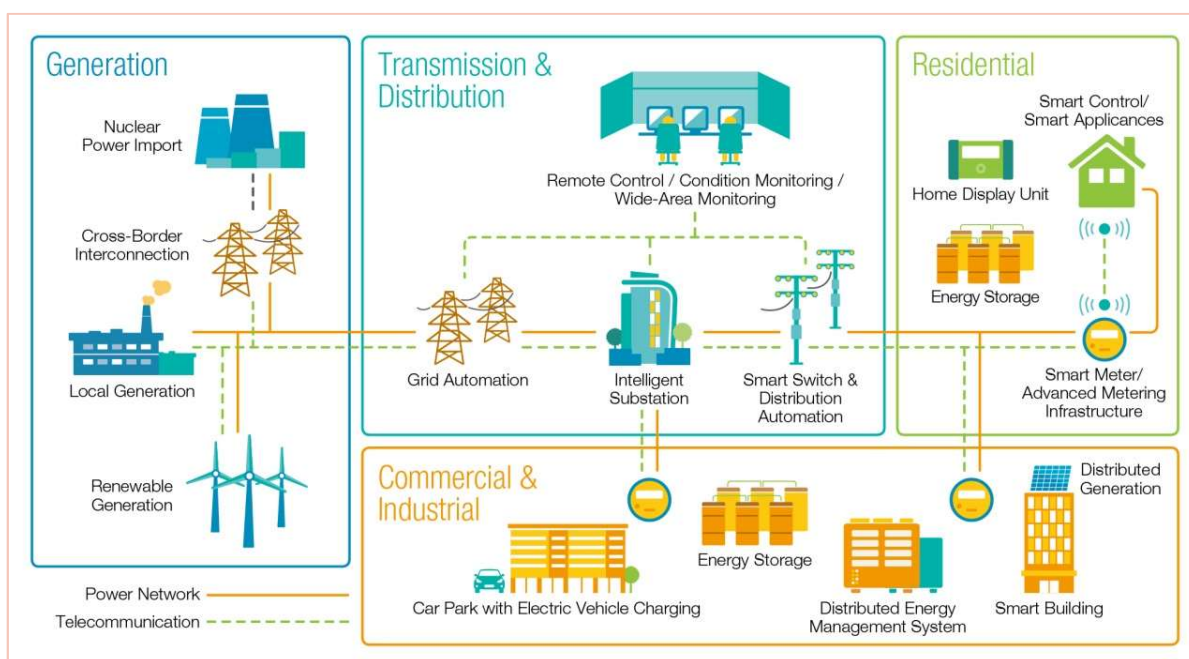 Generation
Nuclear
Power Import
Cross-Border
Interconnection
Local Generation
Renewable
Generation
Power Network
Telecommunication
Transmission &
Distribution
Remote Control / Condition Monitoring /
Wide-Area Monitoring
Grid Automation
Intelligent
Substation
Smart Switch &
Distribution
Automation
Residential
Smart Control/
Smart Applicances
Home Display Unit
Energy Storage
Smart Meter/
Advanced Metering
Infrastructure
Commercial &
Industrial
Car Park with Electric Vehicle Charging
Energy Storage
Distributed Energy
Management System
Distributed
Generation
Smart Building